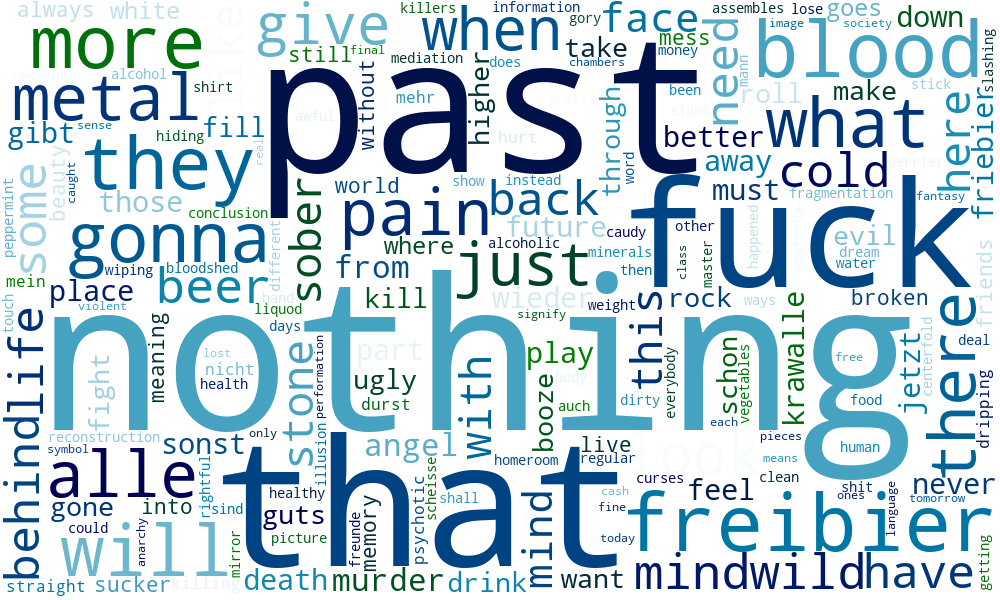 always white
killers
information
assembles
lose
goes
give
when
gory
face
image
society
down
more
still
final
mediation
does
take
mess
money
need
blood
chambers
been
mann
slashing
alcohol
shirt
metal
without
past
higher
mehr
awful
through
make
roll
stick
what
signs
friebier
here
gibt
sense
hiding
fill
they
real
hurt
better
word
away
cold
those
beauty
caught
some
peppermint
world
show
instead
back
must
fragmentation
fantasy
fuck
conclusion
pain
sober
future
caudy
other
happened
evil
gonna
different
where
alcoholic
just
minerals
then
class
master
dream
water
friends
wiping
bloodshed
from
mein
place
beer
band
wieder
weight
this
rock
ways
broken
there
touch
violent
liquod
kill
signify
nothing
days
meaning
behindlife
fight
lost
nicht
health
performation
part
play
body
everybody
schon
vegetables
krawalle
free
jetzt
centerfold
deal
stone
ugly
durst
with
booze
auch
dirty
food
dripping
reconstruction
symbol
sonst
only
angel
live
each
pieces
human
illusion
that
homeroom
regular
look
means
alle
rightful
healthy
scheisse
curses
clean
shit
never
gone
into
sind
guts
memory
psychotic
shall
mind
cash
fine
feel
ones
language
tomorrow
could
anarchy
will
mirror
picture
freunde
today
freibier
straight
sucker
killing
death
murder
drink
want
mindwild
have
getting